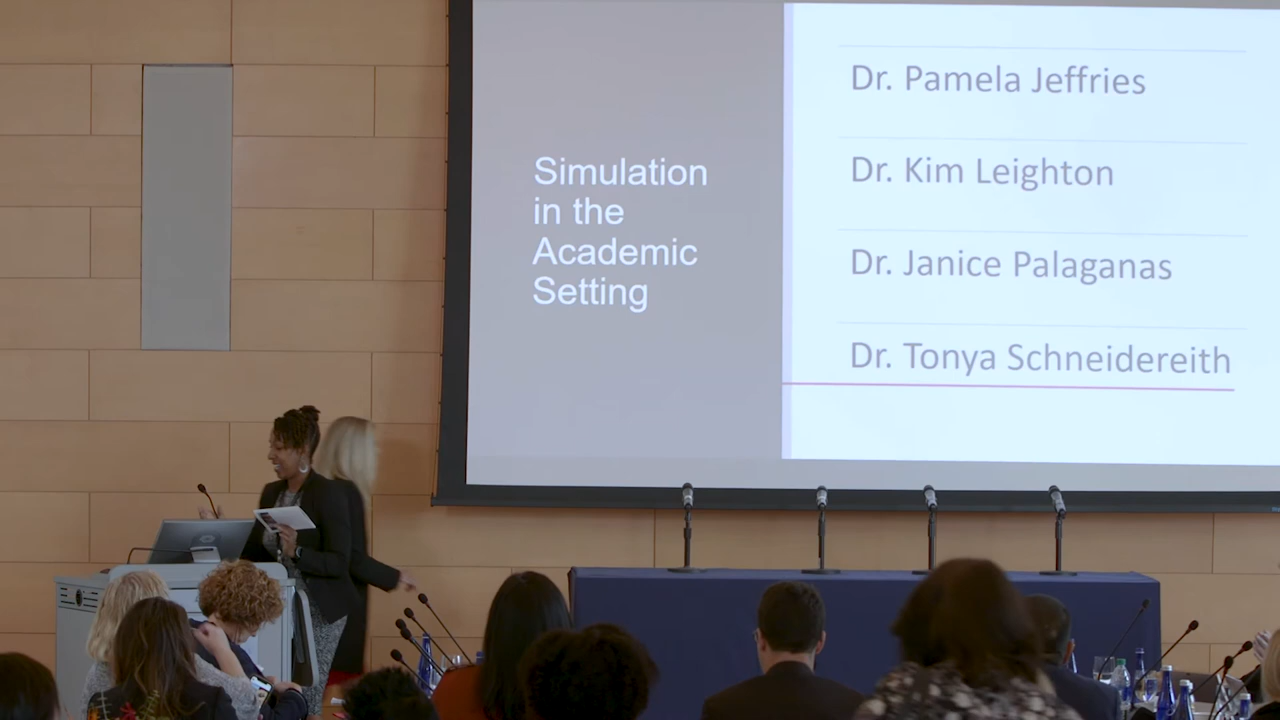 Simulation
in the
Academic
Setting
Dr. Pamela Jeffries
Dr. Kim Leighton
Dr. Janice Palaganas
Dr. Tonya Schneidereith